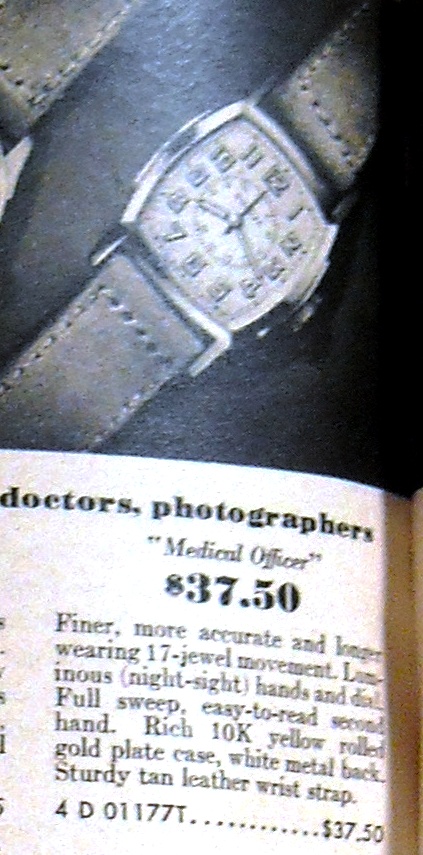 doctors, photographers
"Medical Officer"
$37.50
Finer, more accurate and longer
wearing 17-jewel movement. Lum-
inous (night-sight) hands and dial.
Full sweep, easy-to-read second
hand. Rich 10K yellow rolled
gold plate case, white metal back.
Sturdy tan leather wrist strap.
4 D 01177T............$37.50